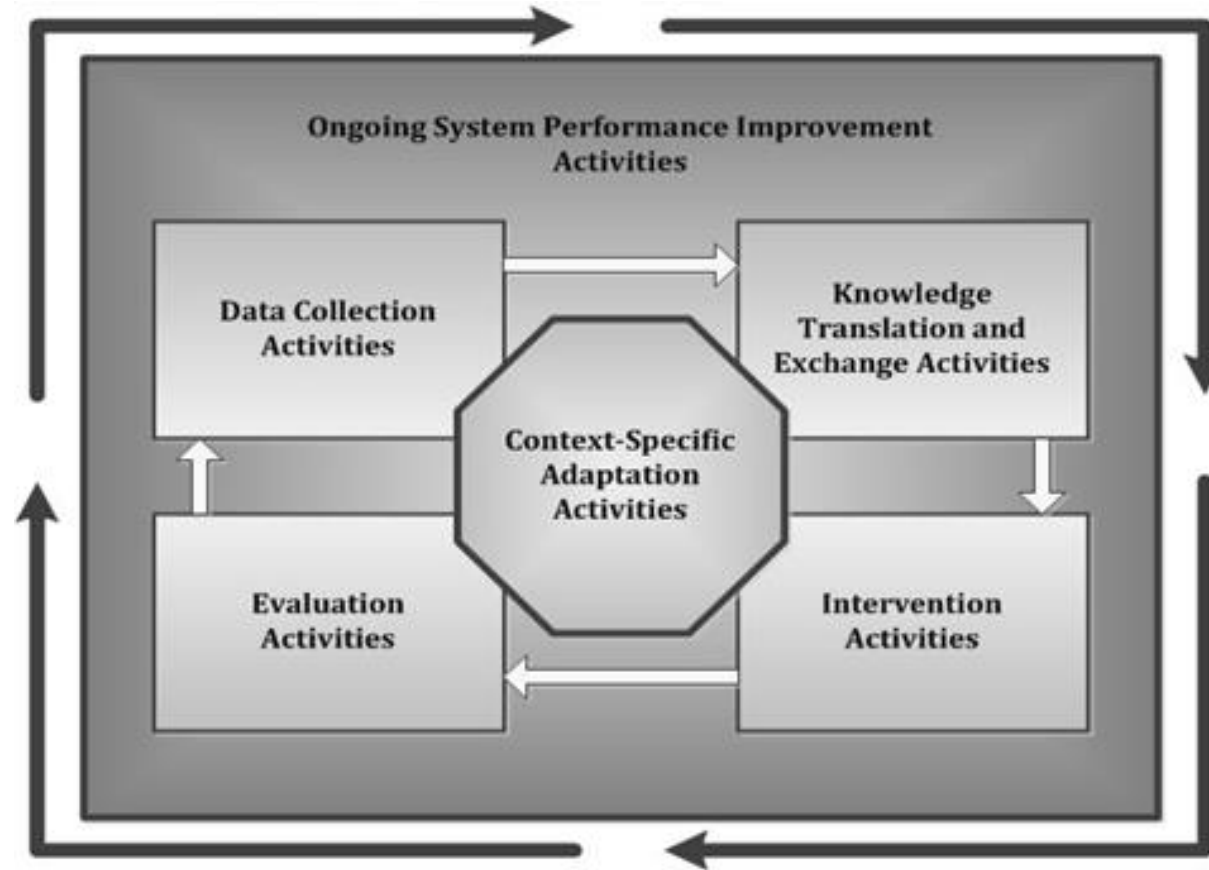 Ongoing System Performance Improvement
Activities
Data Collection
Activities
Knowledge
Translation and
Exchange Activities
Context-Specific
Adaptation
Activities
Evaluation
Activities
Intervention
Activities